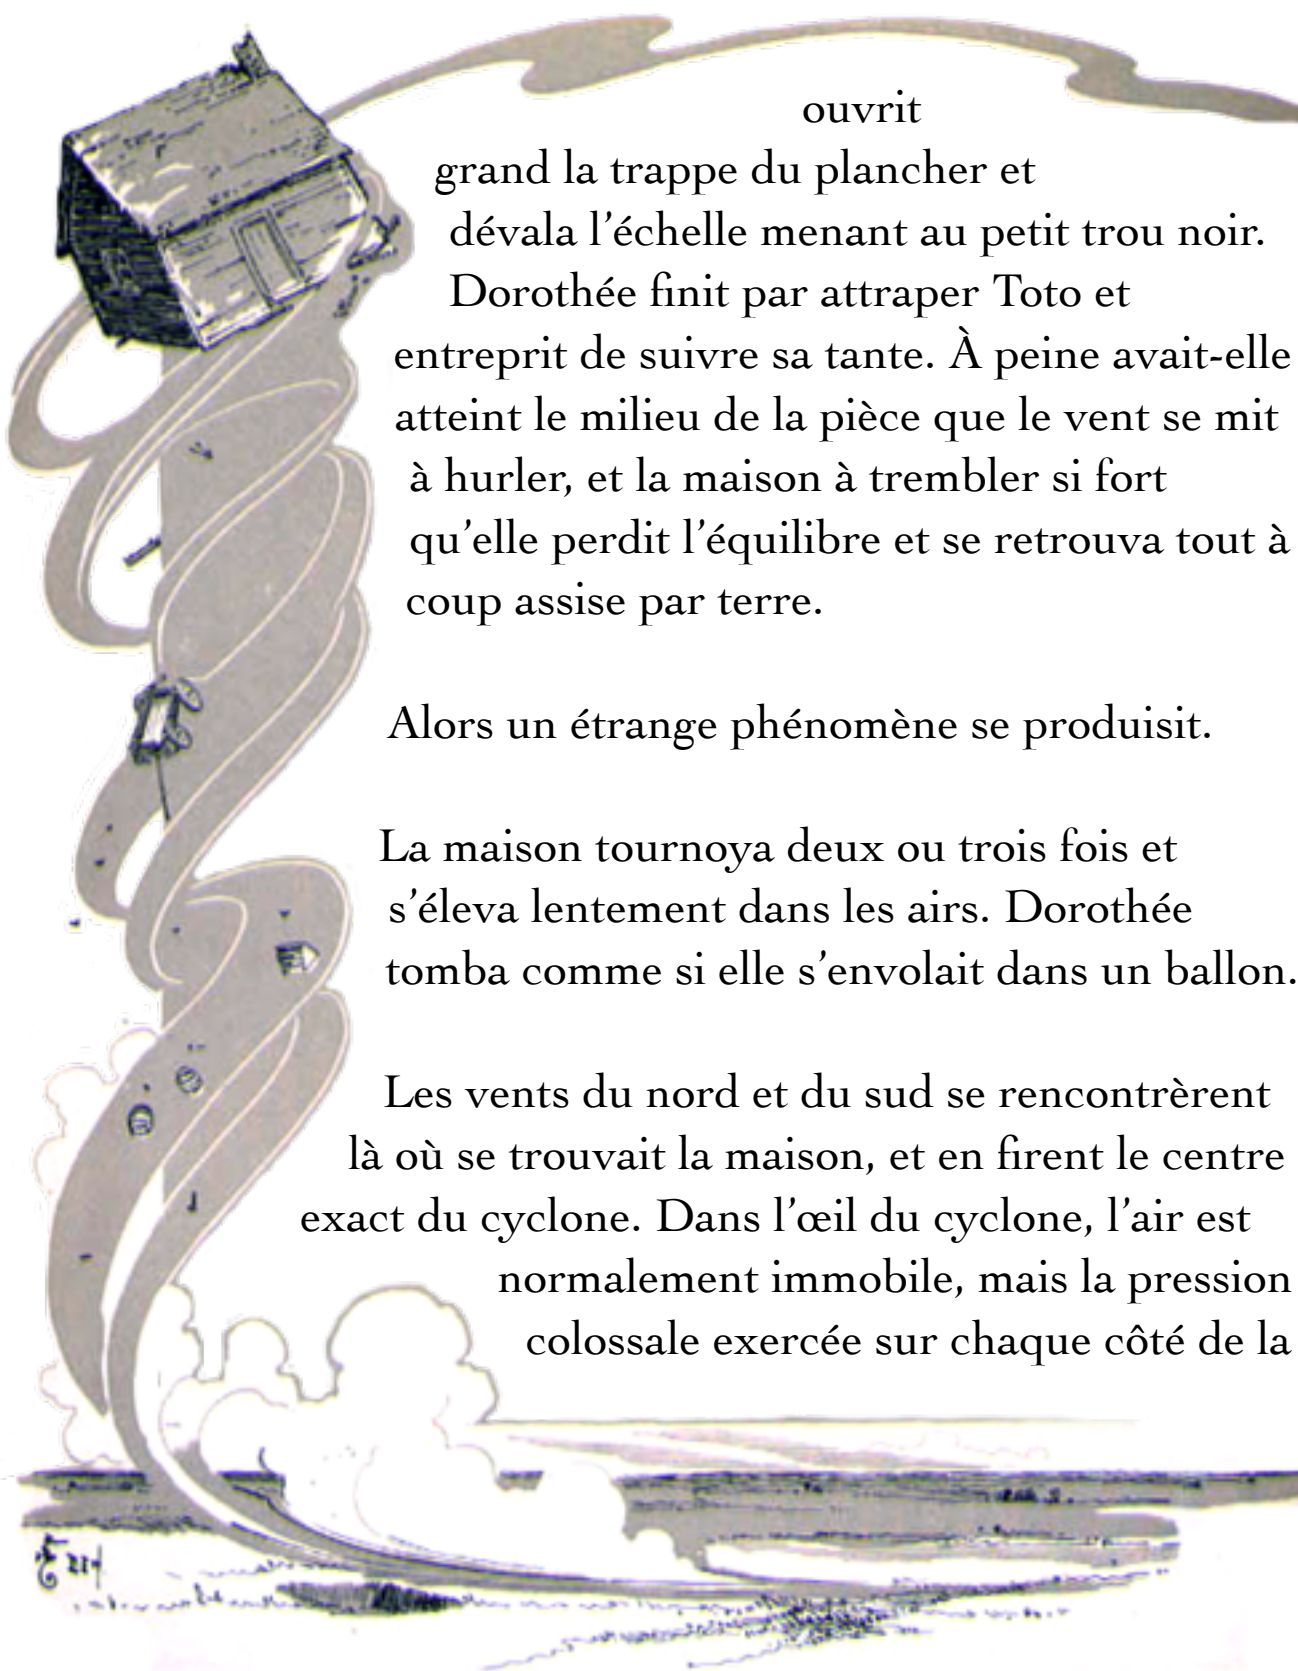 ouvrit
grand la trappe du plancher et
dévala l’échelle menant au petit trou noir.
Dorothée finit par attraper Toto et
entreprit de suivre sa tante. À peine avait-elle
atteint le milieu de la pièce que le vent se mit
à hurler, et la maison à trembler si fort
qu’elle perdit l’équilibre et se retrouva tout à
coup assise par terre.
Alors un étrange phénomène se produisit.
La maison tournoya deux ou trois fois et
s’éleva lentement dans les airs. Dorothée
tomba comme si elle s’envolait dans un ballon.
Les vents du nord et du sud se rencontrèrent
là où se trouvait la maison, et en firent le centre
exact du cyclone. Dans l’œil du cyclone, l’air est
normalement immobile, mais la pression
colossale exercée sur chaque côté de la